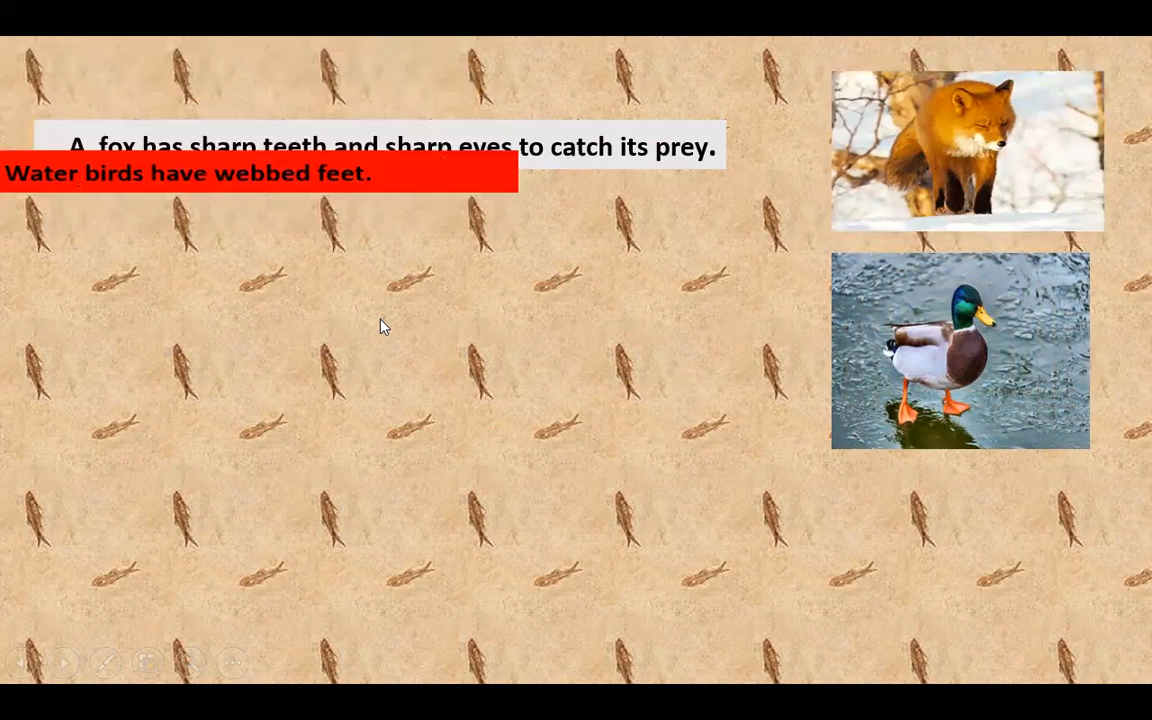 A fox has sharp teeth and sharp eyes to catch its prey.
Water birds have webbed feet.